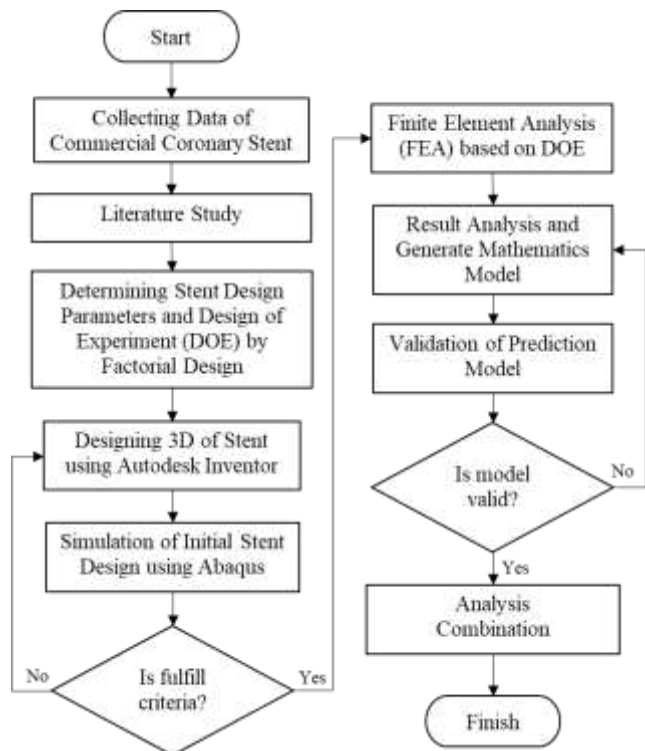 Start
Collecting Data of
Commercial Coronary Stent
Literature Study
Determining Stent Design
Parameters and Design of
Experiment (DOE) by
Factorial Design
Designing 3D of Stent
using Autodesk Inventor
Simulation of Initial Stent
Design using Abaqus
Is fulfill
criteria?
No
Yes
Finite Element Analysis
(FEA) based on DOE
Result Analysis and
Generate Mathematics
Model
Validation of Prediction
Model
Is model
valid?
No
Yes
Analysis
Combination
Finish